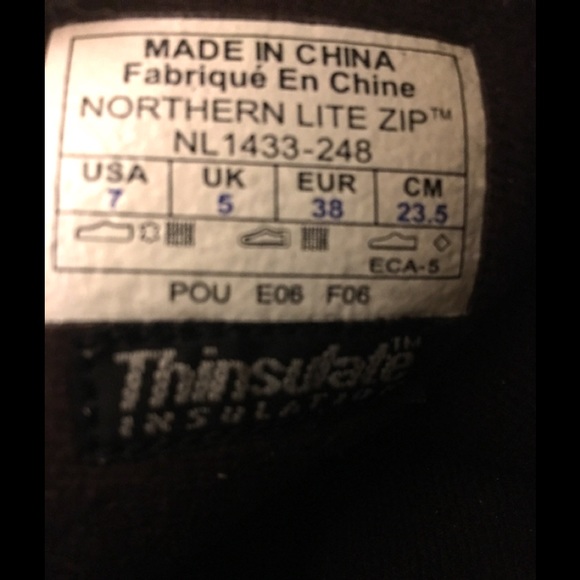 MADE IN CHINA
Fabriqué En Chine
NORTHERN LITE ZIP™
NL1433-248
USA UK EUR CM
7 5 38 23.5
ECA-5
POU E06 F06
Thinsulate™
INSULATION